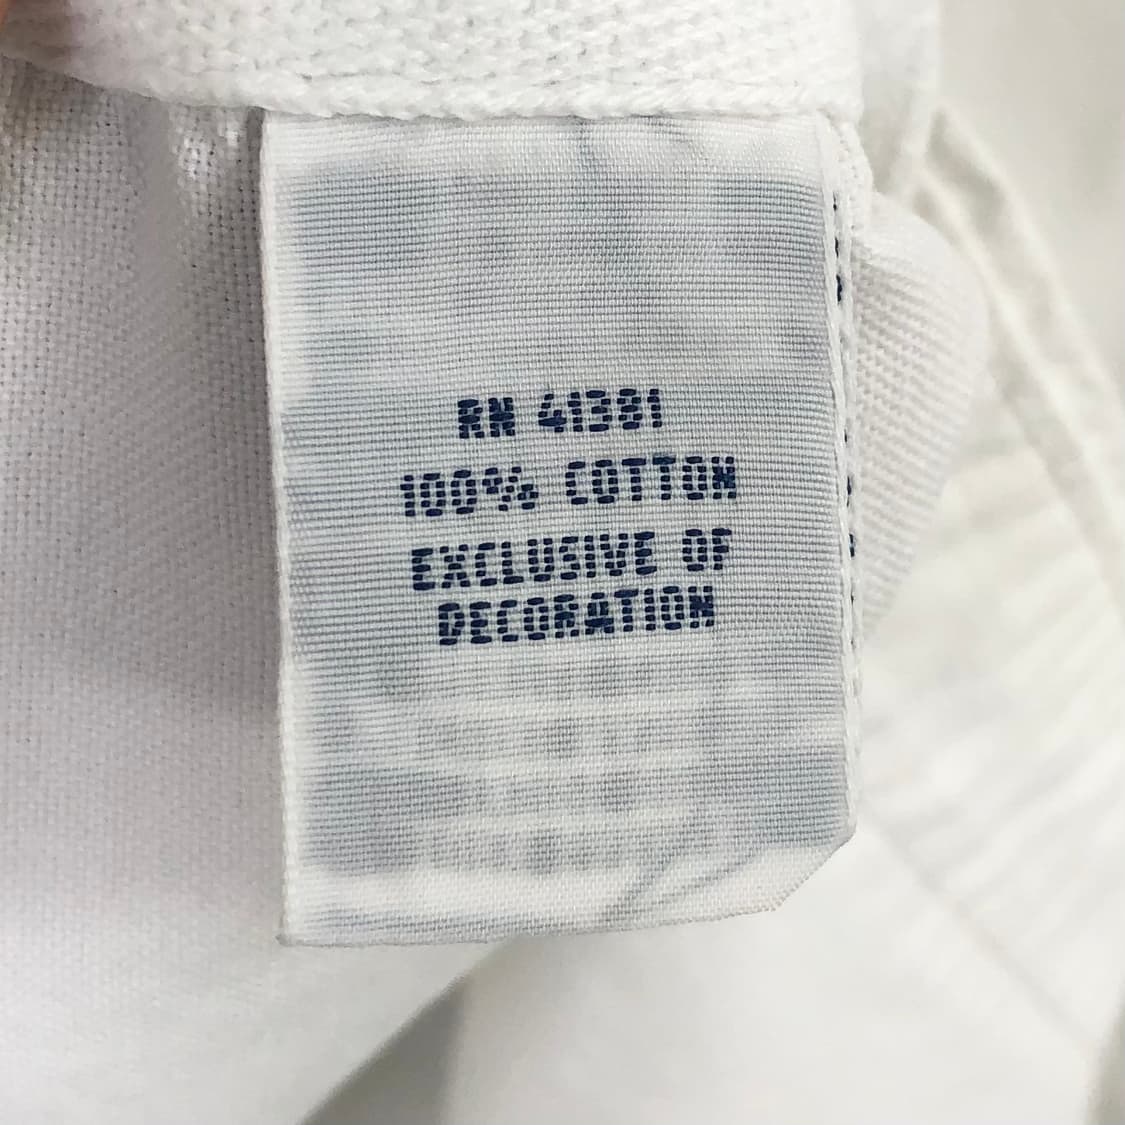 RN 41381
100% COTTON
EXCLUSIVE OF
DECORATION